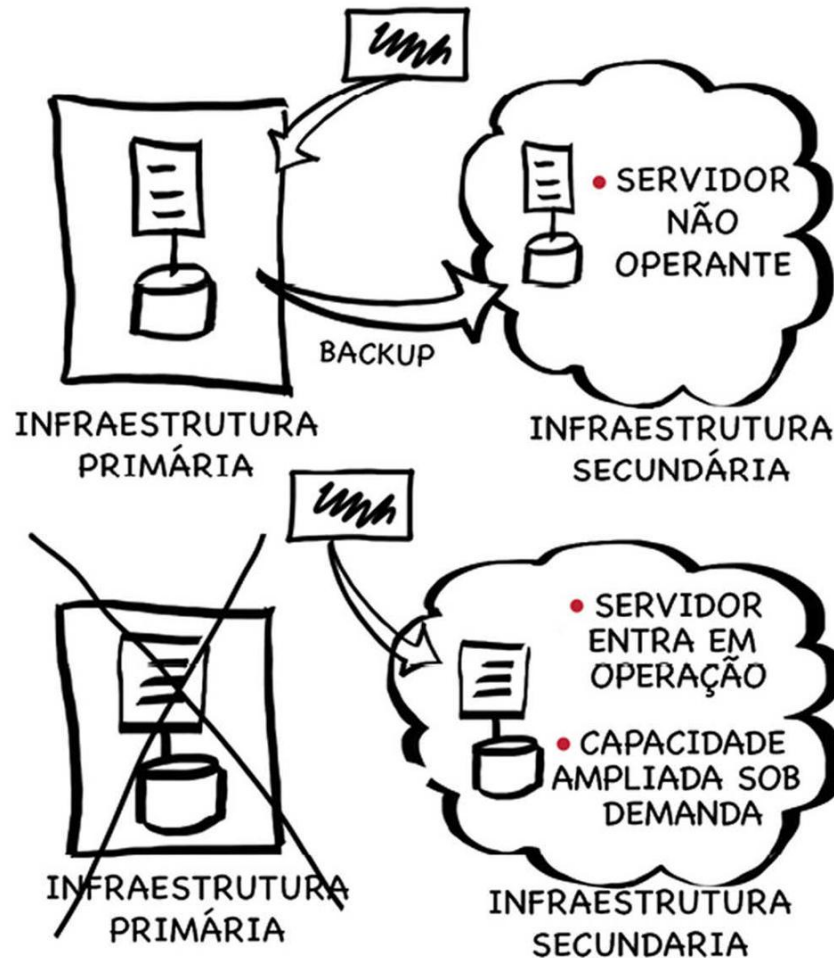 • SERVIDOR
NÃO
OPERANTE
BACKUP
INFRAESTRUTURA
PRIMÁRIA
INFRAESTRUTURA
SECUNDÁRIA
• SERVIDOR
ENTRA EM
OPERAÇÃO
• CAPACIDADE
AMPLIADA SOB
DEMANDA
INFRAESTRUTURA
PRIMÁRIA
INFRAESTRUTURA
SECUNDARIA